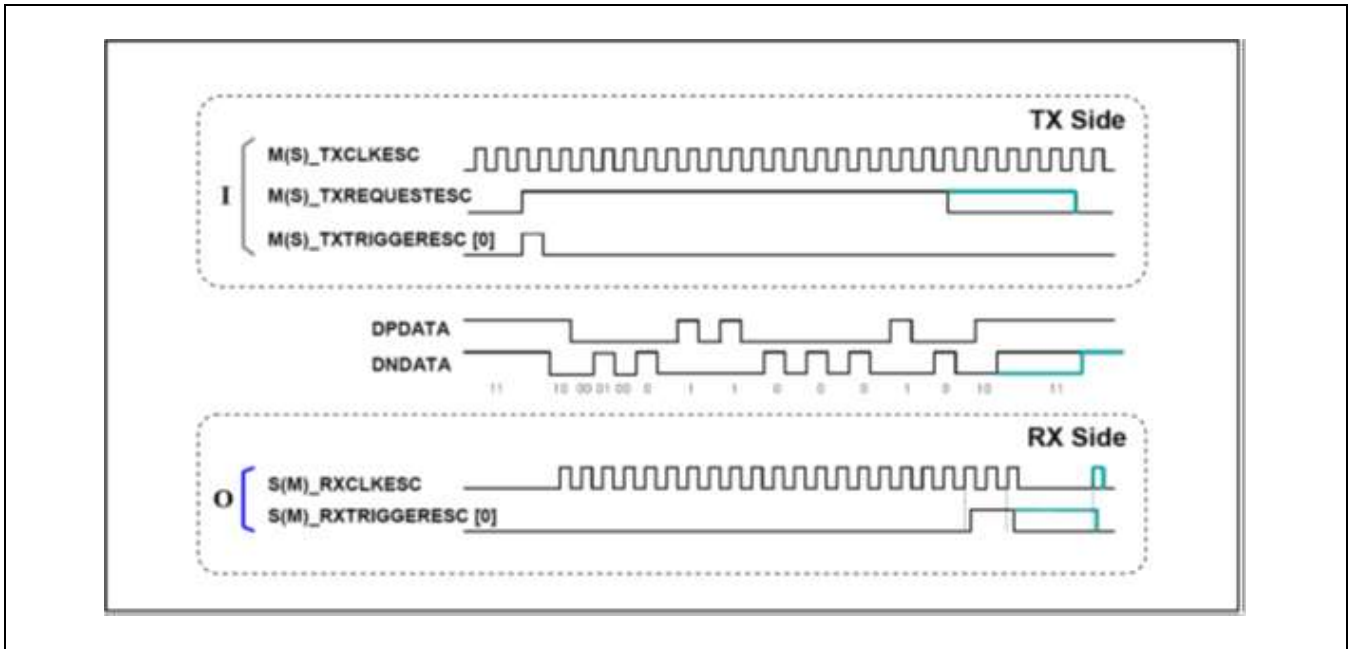 TX Side
M(S)_TXCLKESC
I M(S)_TXREQUESTESC
M(S)_TXTRIGGERESC [0]
DPDATA
DNDATA
11 10 00 01 00 0 1 1 0 0 0 1 0 10 11
RX Side
S(M)_RXCLKESC
O
S(M)_RXTRIGGERESC [0]